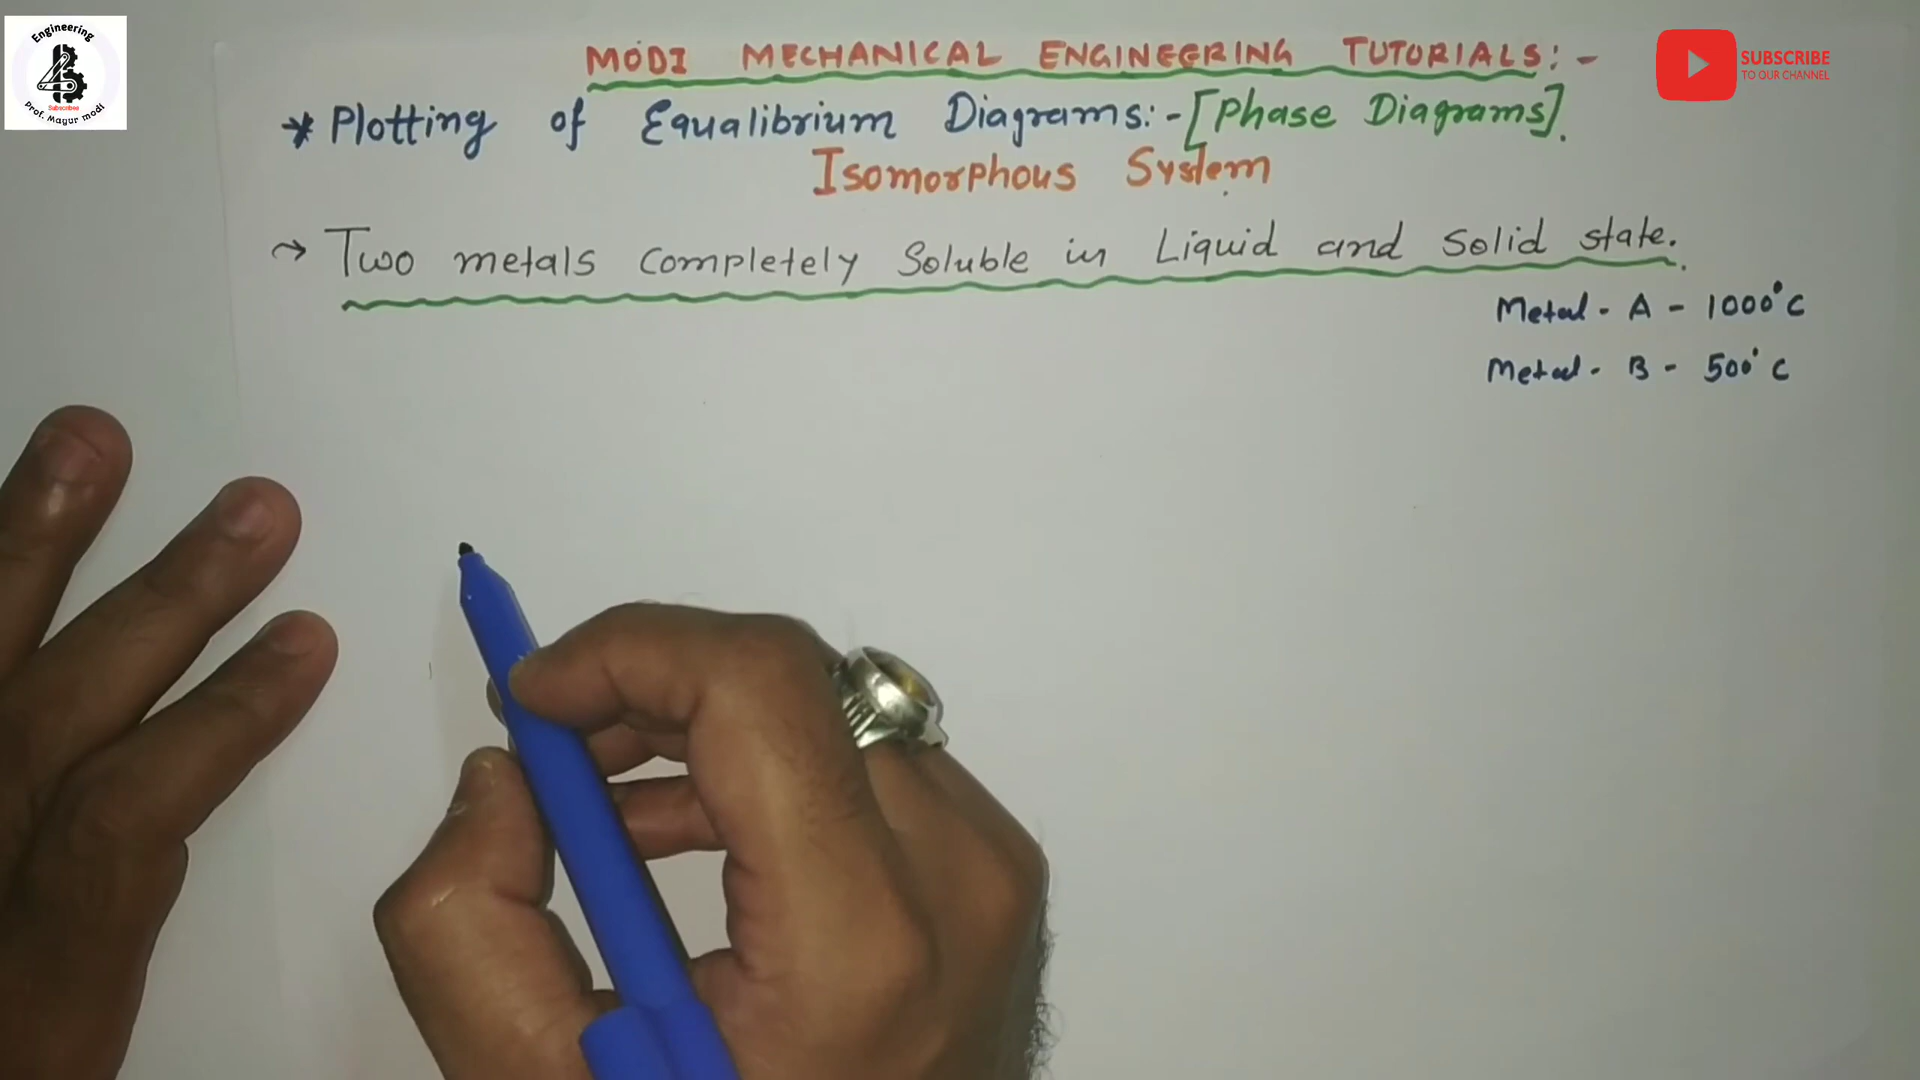 Engineering
Subscribes
Prof. Mayur modi
SUBSCRIBE
TO OUR CHANNEL
MODI MECHANICAL ENGINEERING TUTORIALS:-
* Plotting of Equalibrium Diagrams:-[Phase Diagrams].
Isomorphous System
→ Two metals completely soluble in Liquid and Solid state.
Metal - A - 1000°C
Metal - B - 500°C